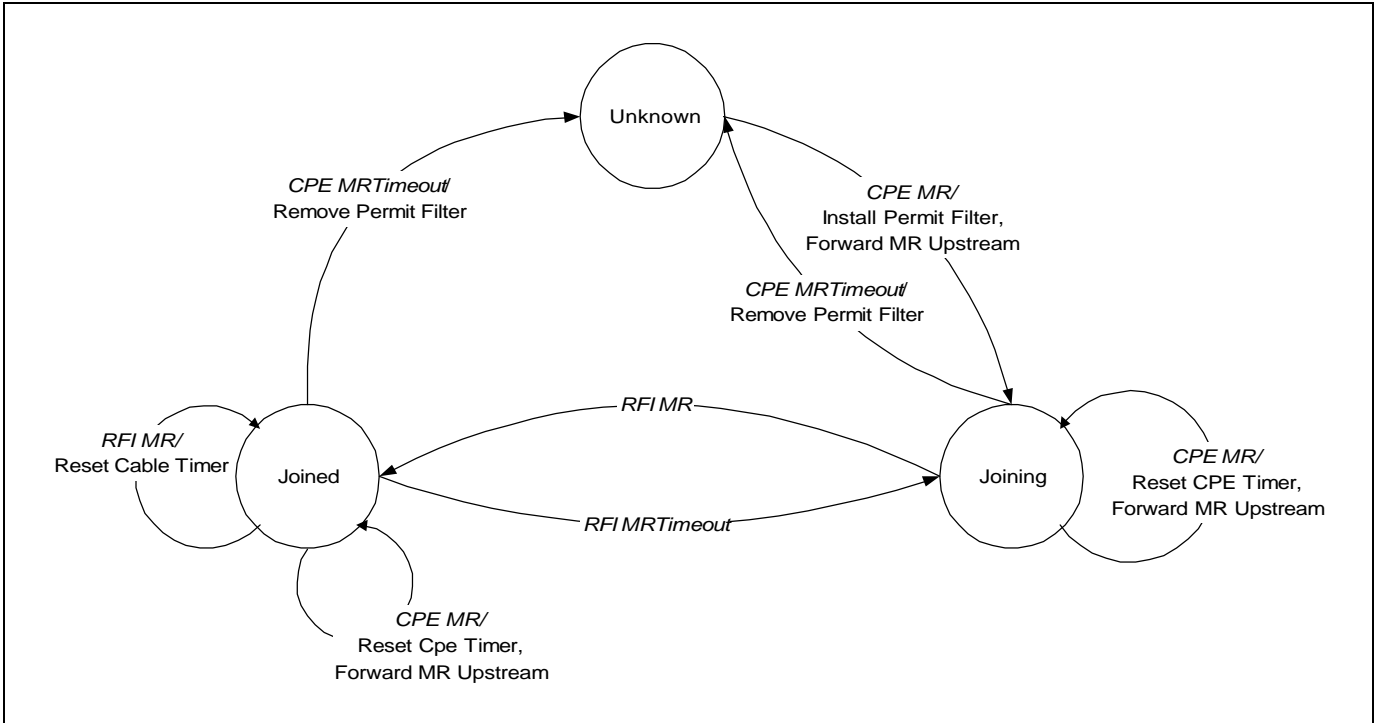 Unknown
CPE MRTimeout/
Remove Permit Filter
CPE MR/
Install Permit Filter,
Forward MR Upstream
CPE MRTimeout/
Remove Permit Filter
RFI MR
RFI MR/
Reset Cable Timer
Joined
Joining
CPE MR/
Reset CPE Timer,
Forward MR Upstream
RFI MRTimeout
CPE MR/
Reset Cpe Timer,
Forward MR Upstream